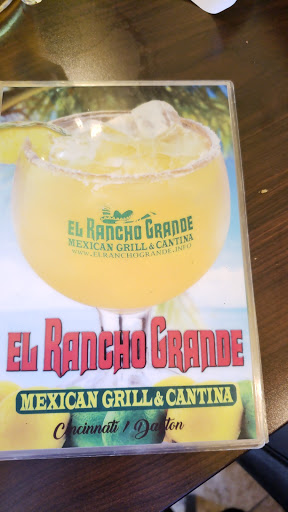 EL RANCHO GRANDE
MEXICAN GRILL & CANTINA
WWW.ELRANCHOGRANDE.INFO
EL RANCHO GRANDE
MEXICAN GRILL & CANTINA
Cincinnati / Dayton